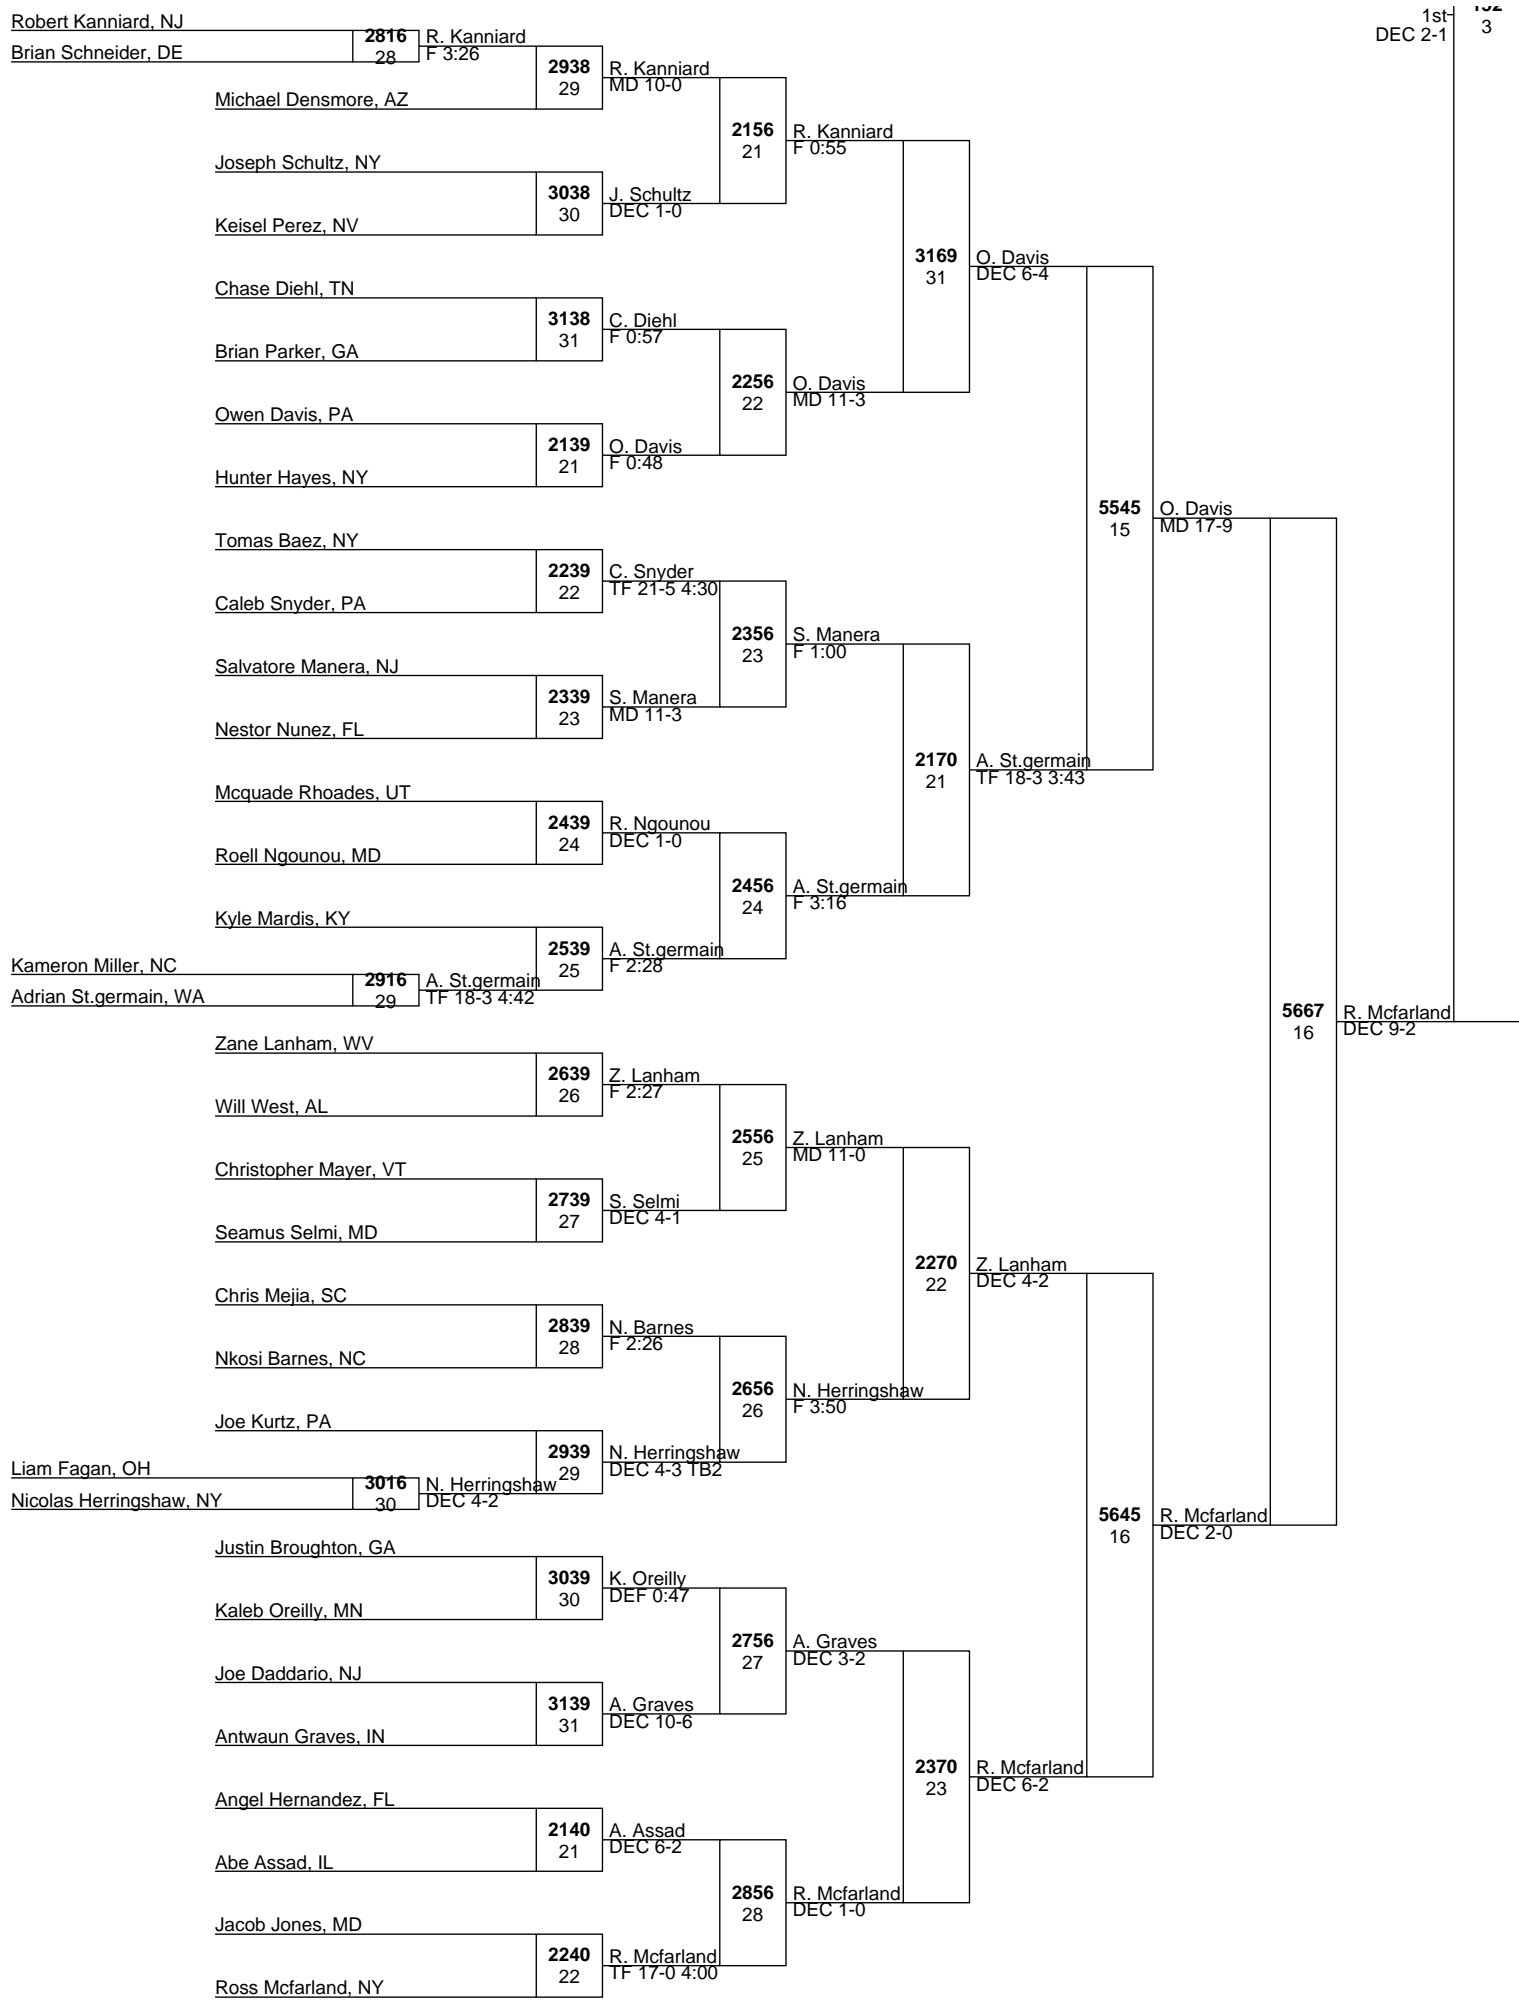 Robert Kanniard, NJ
Brian Schneider, DE
2816
28
R. Kanniard
F 3:26
Michael Densmore, AZ
2938
29
R. Kanniard
MD 10-0
Joseph Schultz, NY
Keisel Perez, NV
3038
30
J. Schultz
DEC 1-0
2156
21
R. Kanniard
F 0:55
Chase Diehl, TN
Brian Parker, GA
3138
31
C. Diehl
F 0:57
Owen Davis, PA
Hunter Hayes, NY
2139
21
O. Davis
F 0:48
2256
22
O. Davis
MD 11-3
3169
31
O. Davis
DEC 6-4
Tomas Baez, NY
Caleb Snyder, PA
2239
22
C. Snyder
TF 21-5 4:30
Salvatore Manera, NJ
Nestor Nunez, FL
2339
23
S. Manera
MD 11-3
2356
23
S. Manera
F 1:00
Mcquade Rhoades, UT
Roell Ngounou, MD
2439
24
R. Ngounou
DEC 1-0
Kyle Mardis, KY
Kameron Miller, NC
Adrian St.germain, WA
2916
29
A. St.germain
TF 18-3 4:42
2539
25
A. St.germain
F 2:28
2456
24
A. St.germain
F 3:16
2170
21
A. St.germain
TF 18-3 3:43
5545
15
O. Davis
MD 17-9
Zane Lanham, WV
Will West, AL
2639
26
Z. Lanham
F 2:27
Christopher Mayer, VT
Seamus Selmi, MD
2739
27
S. Selmi
DEC 4-1
2556
25
Z. Lanham
MD 11-0
Chris Mejia, SC
Nkosi Barnes, NC
2839
28
N. Barnes
F 2:26
Joe Kurtz, PA
Liam Fagan, OH
Nicolas Herringshaw, NY
3016
30
N. Herringshaw
DEC 4-2
2939
29
N. Herringshaw
DEC 4-3 TB2
2656
26
N. Herringshaw
F 3:50
2270
22
Z. Lanham
DEC 4-2
Justin Broughton, GA
Kaleb Oreilly, MN
3039
30
K. Oreilly
DEF 0:47
Joe Daddario, NJ
Antwaun Graves, IN
3139
31
A. Graves
DEC 10-6
2756
27
A. Graves
DEC 3-2
Angel Hernandez, FL
Abe Assad, IL
2140
21
A. Assad
DEC 6-2
Jacob Jones, MD
Ross Mcfarland, NY
2240
22
R. Mcfarland
TF 17-0 4:00
2856
28
R. Mcfarland
DEC 1-0
2370
23
R. Mcfarland
DEC 6-2
5645
16
R. Mcfarland
DEC 2-0
5667
16
R. Mcfarland
DEC 9-2
1st
DEC 2-1
3